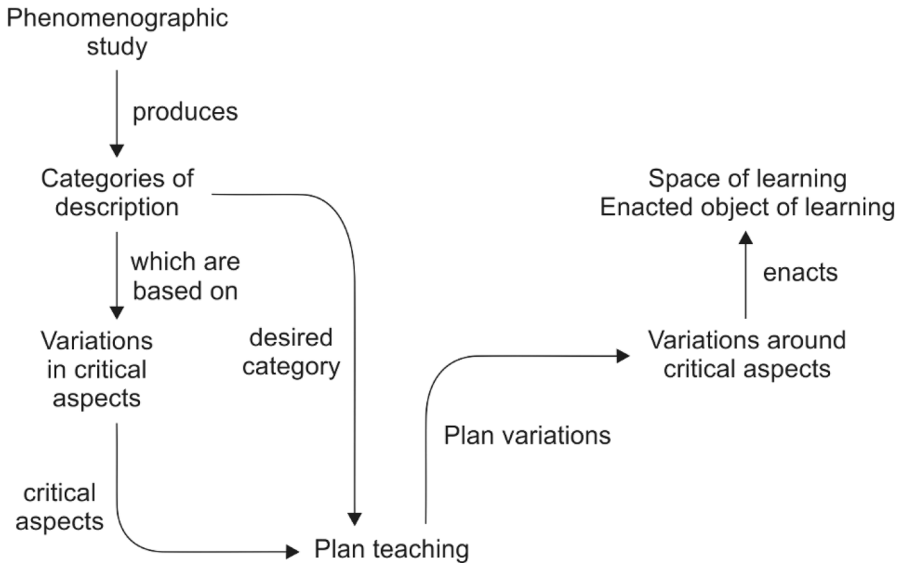 Phenomenographic
study
produces
Categories of
description
which are
based on
Variations
in critical
aspects
critical
aspects
desired
category
Plan teaching
Plan variations
Variations around
critical aspects
enacts
Space of learning
Enacted object of learning